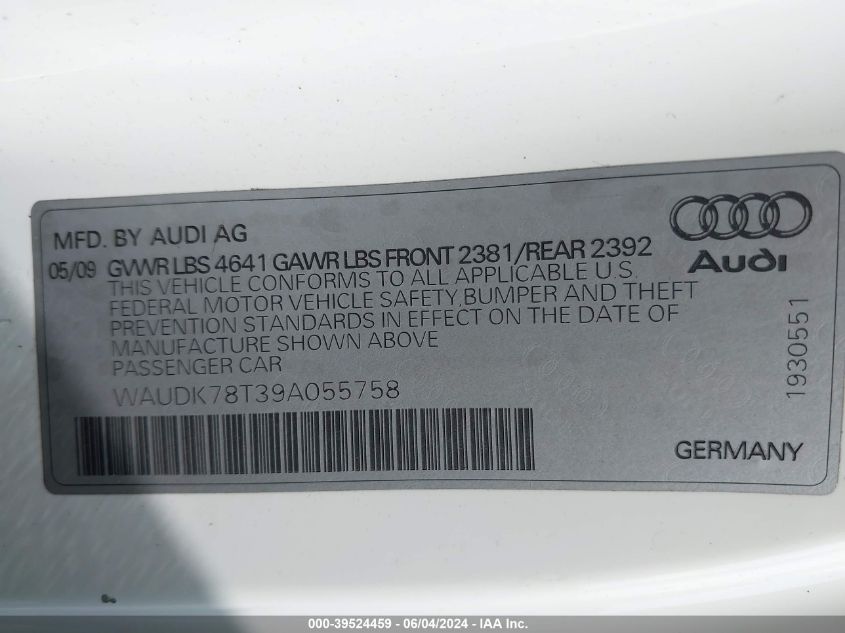 MFD. BY AUDI AG
05/09 GVWR LBS 4641 GAWR LBS FRONT 2381/REAR 2392
THIS VEHICLE CONFORMS TO ALL APPLICABLE U.S.
FEDERAL MOTOR VEHICLE SAFETY, BUMPER AND THEFT
PREVENTION STANDARDS IN EFFECT ON THE DATE OF
MANUFACTURE SHOWN ABOVE
PASSENGER CAR
WAUDK78T39A055758
Audi
1930551
GERMANY
000-39524459 - 06/04/2024 - IAA Inc.